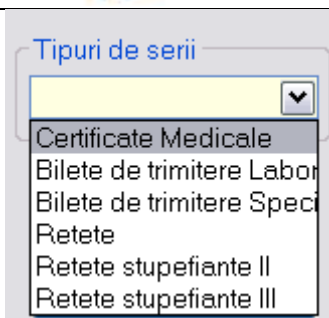 Tipuri de serii
Certificate Medicale
Bilete de trimitere Labor
Bilete de trimitere Speci
Retete
Retete stupefiante II
Retete stupefiante III